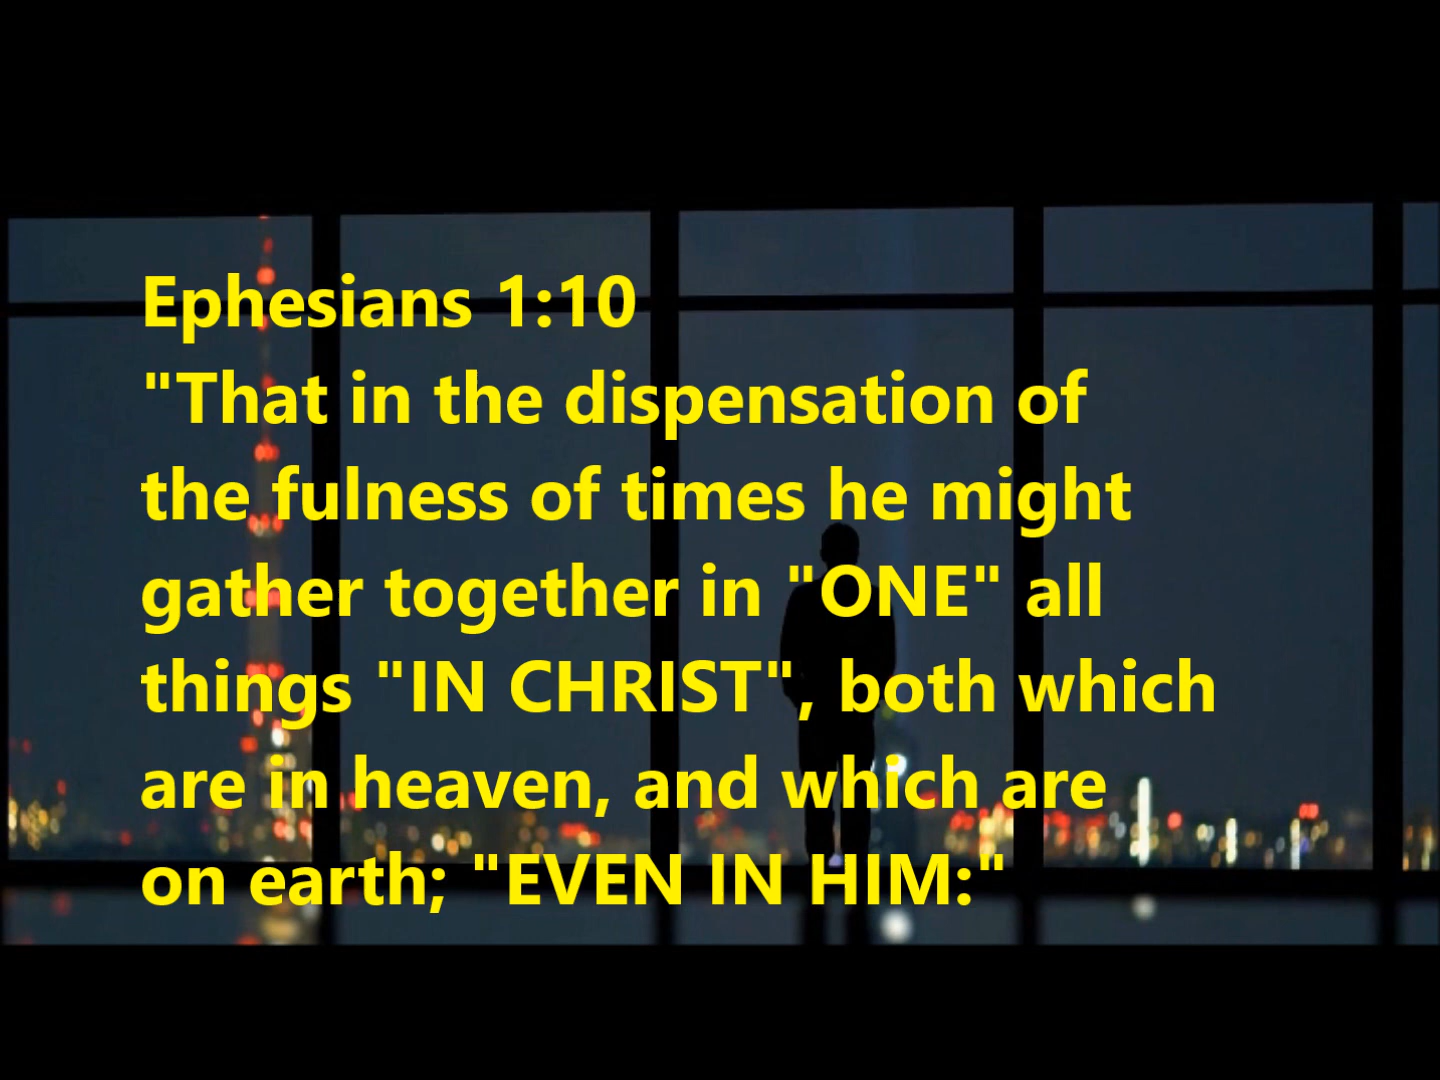 Ephesians 1:10
"That in the dispensation of
the fulness of times he might
gather together in "ONE" all
things "IN CHRIST", both which
are in heaven, and which are
on earth; "EVEN IN HIM:"